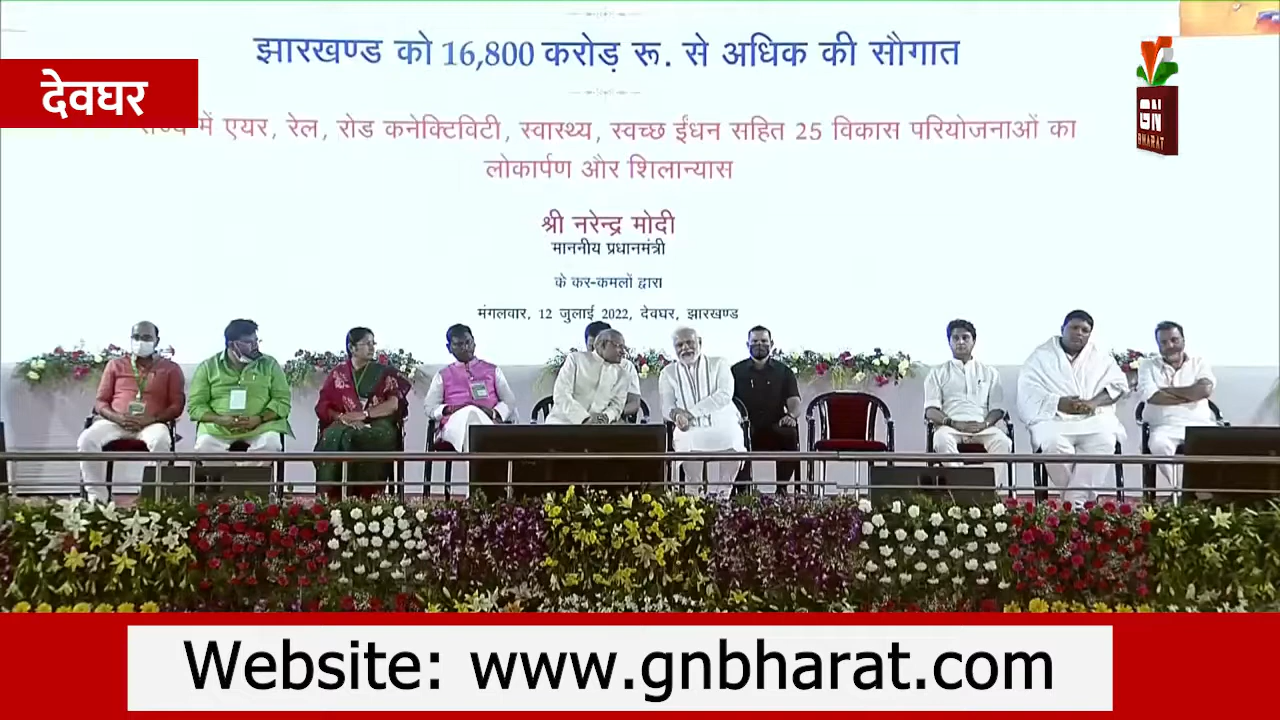 झारखण्ड को 16,800 करोड़ रू. से अधिक की सौगात
देवघर
GN
BHARAT
में एयर, रेल, रोड कनेक्टिविटी, स्वास्थ्य, स्वच्छ ईंधन सहित 25 विकास परियोजनाओं का
लोकार्पण और शिलान्यास
श्री नरेन्द्र मोदी
माननीय प्रधानमंत्री
के कर-कमलों द्वारा
मंगलवार, 12 जुलाई 2022, देवघर, झारखण्ड
Website: www.gnbharat.com